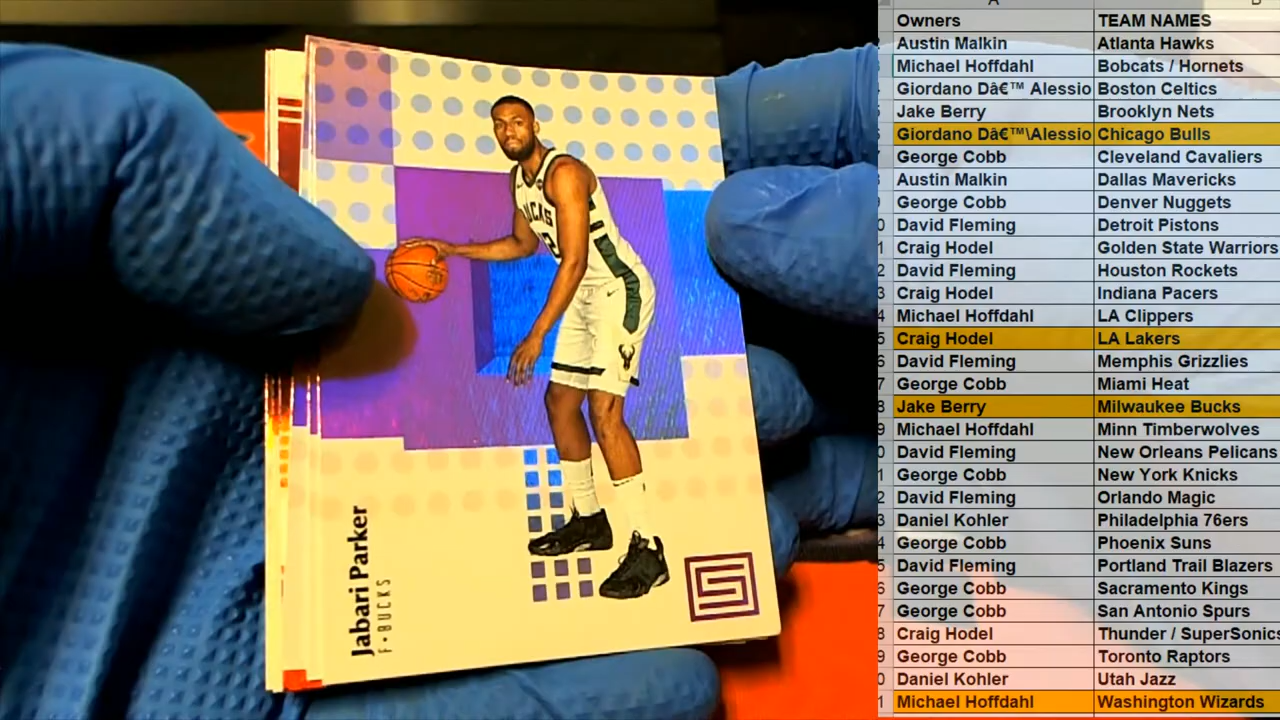 Jabari Parker
F•BUCKS
BUCKS
Owners TEAM NAMES
Austin Malkin Atlanta Hawks
Michael Hoffdahl Bobcats / Hornets
Giordano Dâ€™ Alessio Boston Celtics
Jake Berry Brooklyn Nets
Giordano Dâ€™\Alessio Chicago Bulls
George Cobb Cleveland Cavaliers
Austin Malkin Dallas Mavericks
George Cobb Denver Nuggets
David Fleming Detroit Pistons
Craig Hodel Golden State Warriors
David Fleming Houston Rockets
Craig Hodel Indiana Pacers
Michael Hoffdahl LA Clippers
Craig Hodel LA Lakers
David Fleming Memphis Grizzlies
George Cobb Miami Heat
Jake Berry Milwaukee Bucks
Michael Hoffdahl Minn Timberwolves
David Fleming New Orleans Pelicans
George Cobb New York Knicks
David Fleming Orlando Magic
Daniel Kohler Philadelphia 76ers
George Cobb Phoenix Suns
David Fleming Portland Trail Blazers
George Cobb Sacramento Kings
George Cobb San Antonio Spurs
Craig Hodel Thunder / SuperSonics
George Cobb Toronto Raptors
Daniel Kohler Utah Jazz
Michael Hoffdahl Washington Wizards